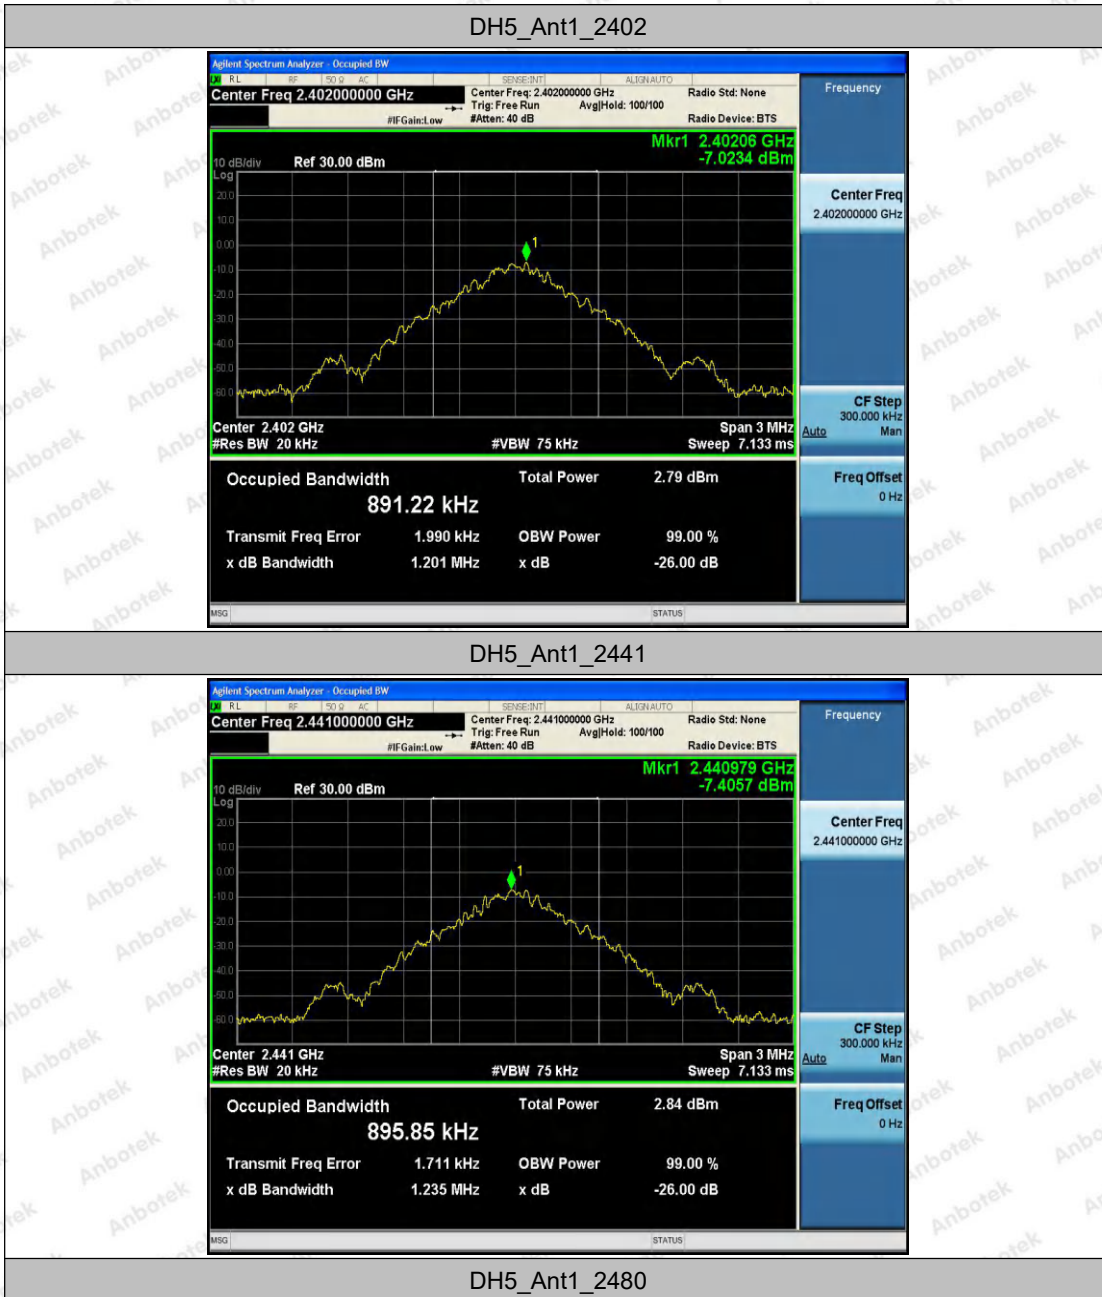 DH5_Ant1_2402
Agilent Spectrum Analyzer - Occupied BW
RL RF 50 Ω AC SENSE:INT ALIGNAUTO
Center Freq 2.402000000 GHz
Center Freq: 2.402000000 GHz
Radio Std: None
Trig: Free Run Avg|Hold: 100/100
#IFGain:Low #Atten: 40 dB Radio Device: BTS
Frequency
Mkr1 2.40206 GHz
-7.0234 dBm
10 dB/div Ref 30.00 dBm
Log
20.0
10.0
0.00
-10.0
-20.0
-30.0
-40.0
-50.0
-60.0
1
Center 2.402 GHz Span 3 MHz
#Res BW 20 kHz #VBW 75 kHz Sweep 7.133 ms
Center Freq
2.402000000 GHz
CF Step
300.000 kHz
Auto Man
Freq Offset
0 Hz
Occupied Bandwidth Total Power 2.79 dBm
891.22 kHz
Transmit Freq Error 1.990 kHz OBW Power 99.00 %
x dB Bandwidth 1.201 MHz x dB -26.00 dB
MSG STATUS
DH5_Ant1_2441
Agilent Spectrum Analyzer - Occupied BW
RL RF 50 Ω AC SENSE:INT ALIGNAUTO
Center Freq 2.441000000 GHz
Center Freq: 2.441000000 GHz
Radio Std: None
Trig: Free Run Avg|Hold: 100/100
#IFGain:Low #Atten: 40 dB Radio Device: BTS
Frequency
Mkr1 2.440979 GHz
-7.4057 dBm
10 dB/div Ref 30.00 dBm
Log
20.0
10.0
0.00
-10.0
-20.0
-30.0
-40.0
-50.0
-60.0
1
Center 2.441 GHz Span 3 MHz
#Res BW 20 kHz #VBW 75 kHz Sweep 7.133 ms
Center Freq
2.441000000 GHz
CF Step
300.000 kHz
Auto Man
Freq Offset
0 Hz
Occupied Bandwidth Total Power 2.84 dBm
895.85 kHz
Transmit Freq Error 1.711 kHz OBW Power 99.00 %
x dB Bandwidth 1.235 MHz x dB -26.00 dB
MSG STATUS
DH5_Ant1_2480